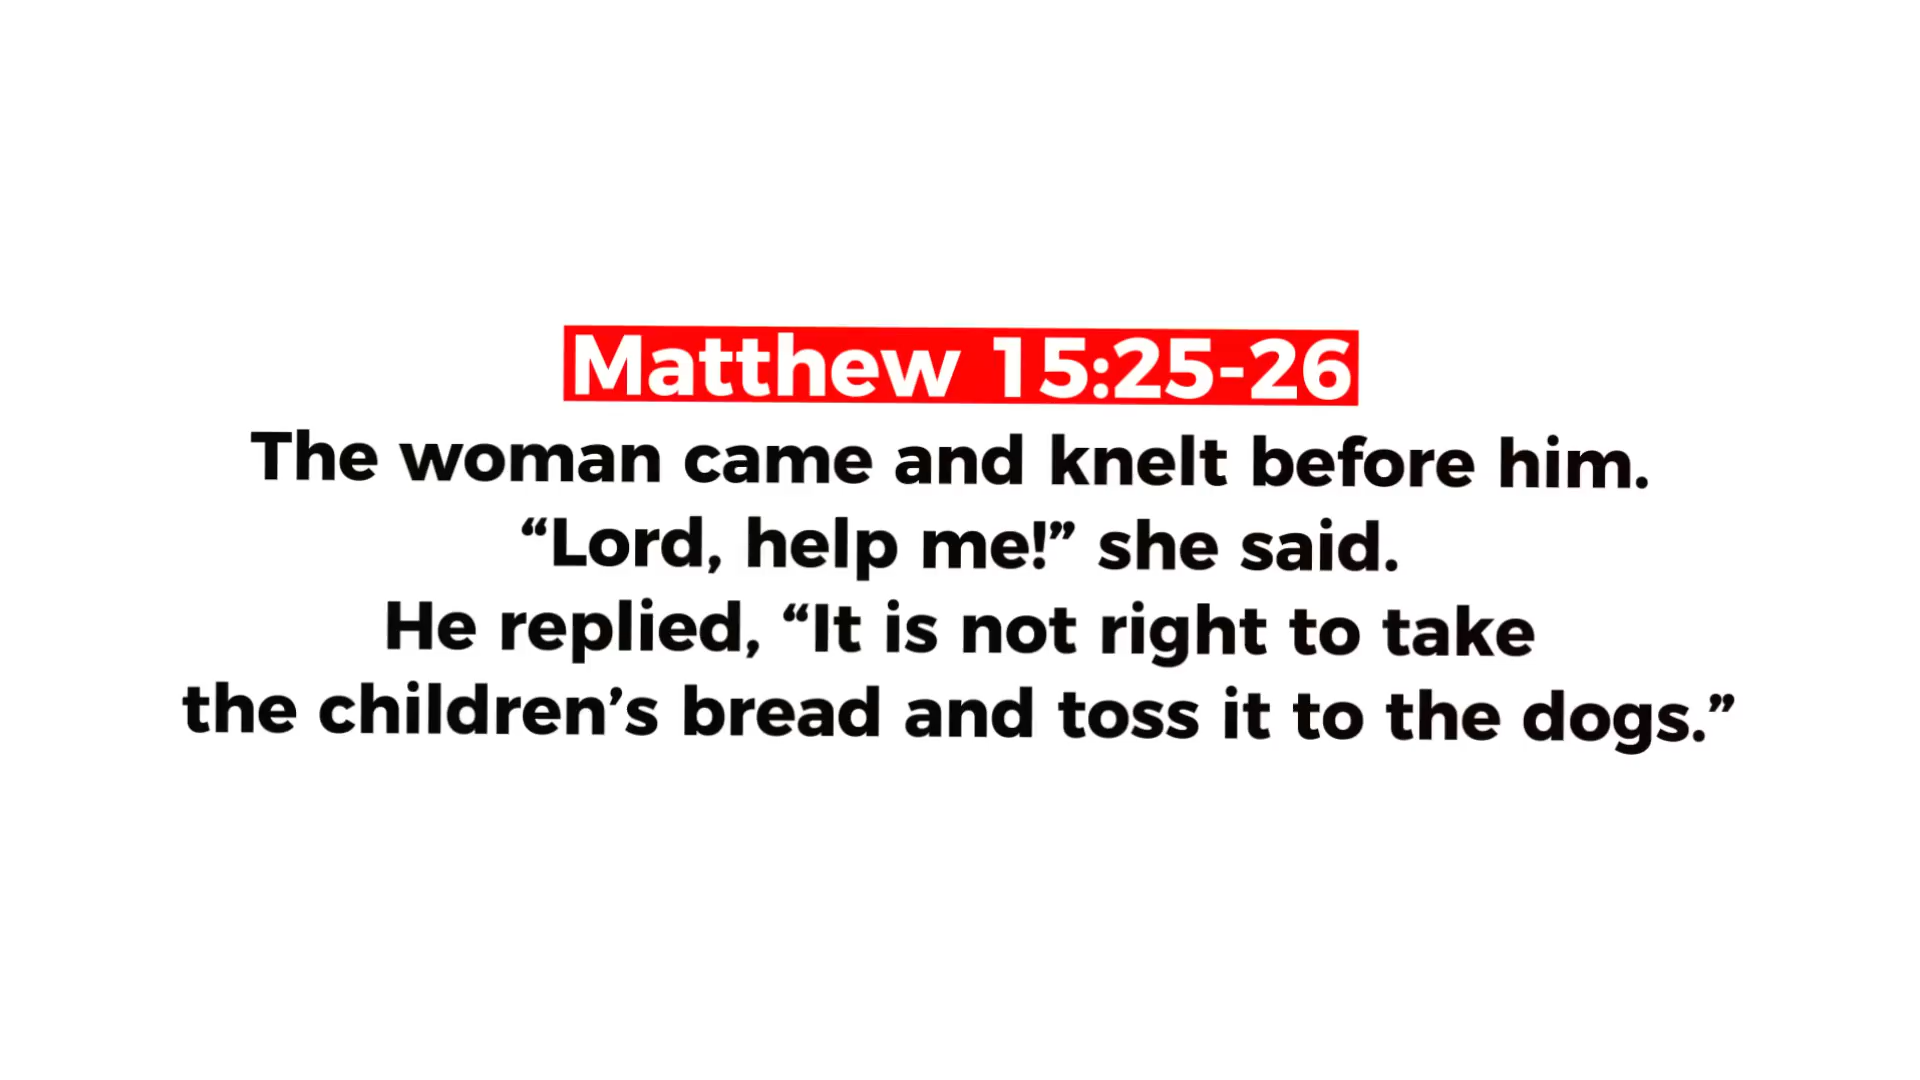 Matthew 15:25-26
The woman came and knelt before him.
“Lord, help me!” she said.
He replied, “It is not right to take
the children’s bread and toss it to the dogs.”